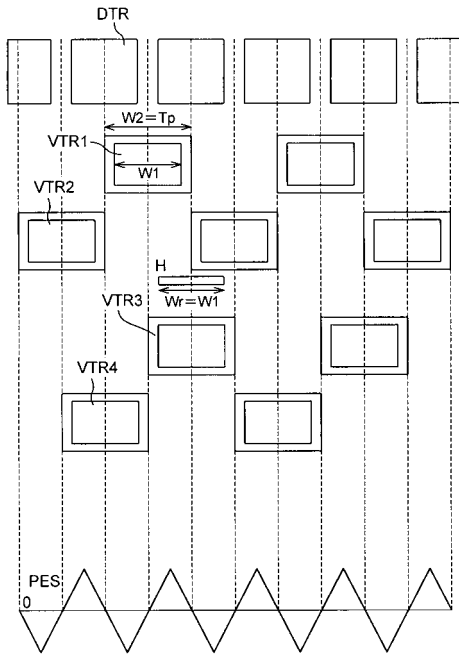 DTR
W2=Tp
VTR1
W1
VTR2
H
Wr=W1
VTR3
VTR4
PES
0